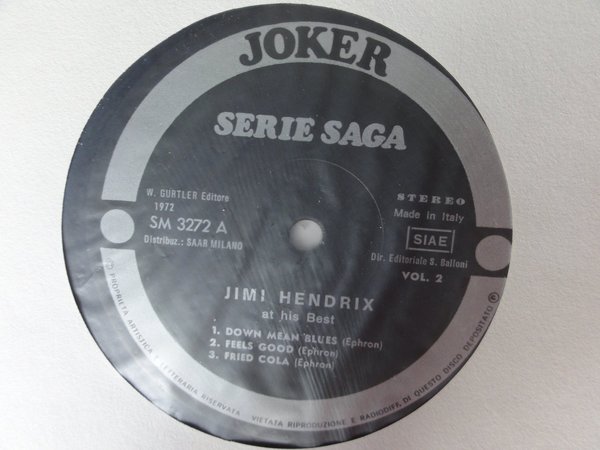 JOKER
SERIE SAGA
W. GURTLER Editore
1972
SM 3272 A
Distribuz.: SAAR MILANO
STEREO
Made in Italy
SIAE
Dir. Editoriale S. Balloni
VOL. 2
JIMI HENDRIX
at his Best
1. DOWN MEAN BLUES (Ephron)
2. FEELS GOOD (Ephron)
3. FRIED COLA (Ephron)
Ⓟ PROPRIETA ARTISTICA E LETTERARIA RISERVATA VIETATA RIPRODUZIONE E RADIODIFF. DI QUESTO DISCO DEPOSITATO ®